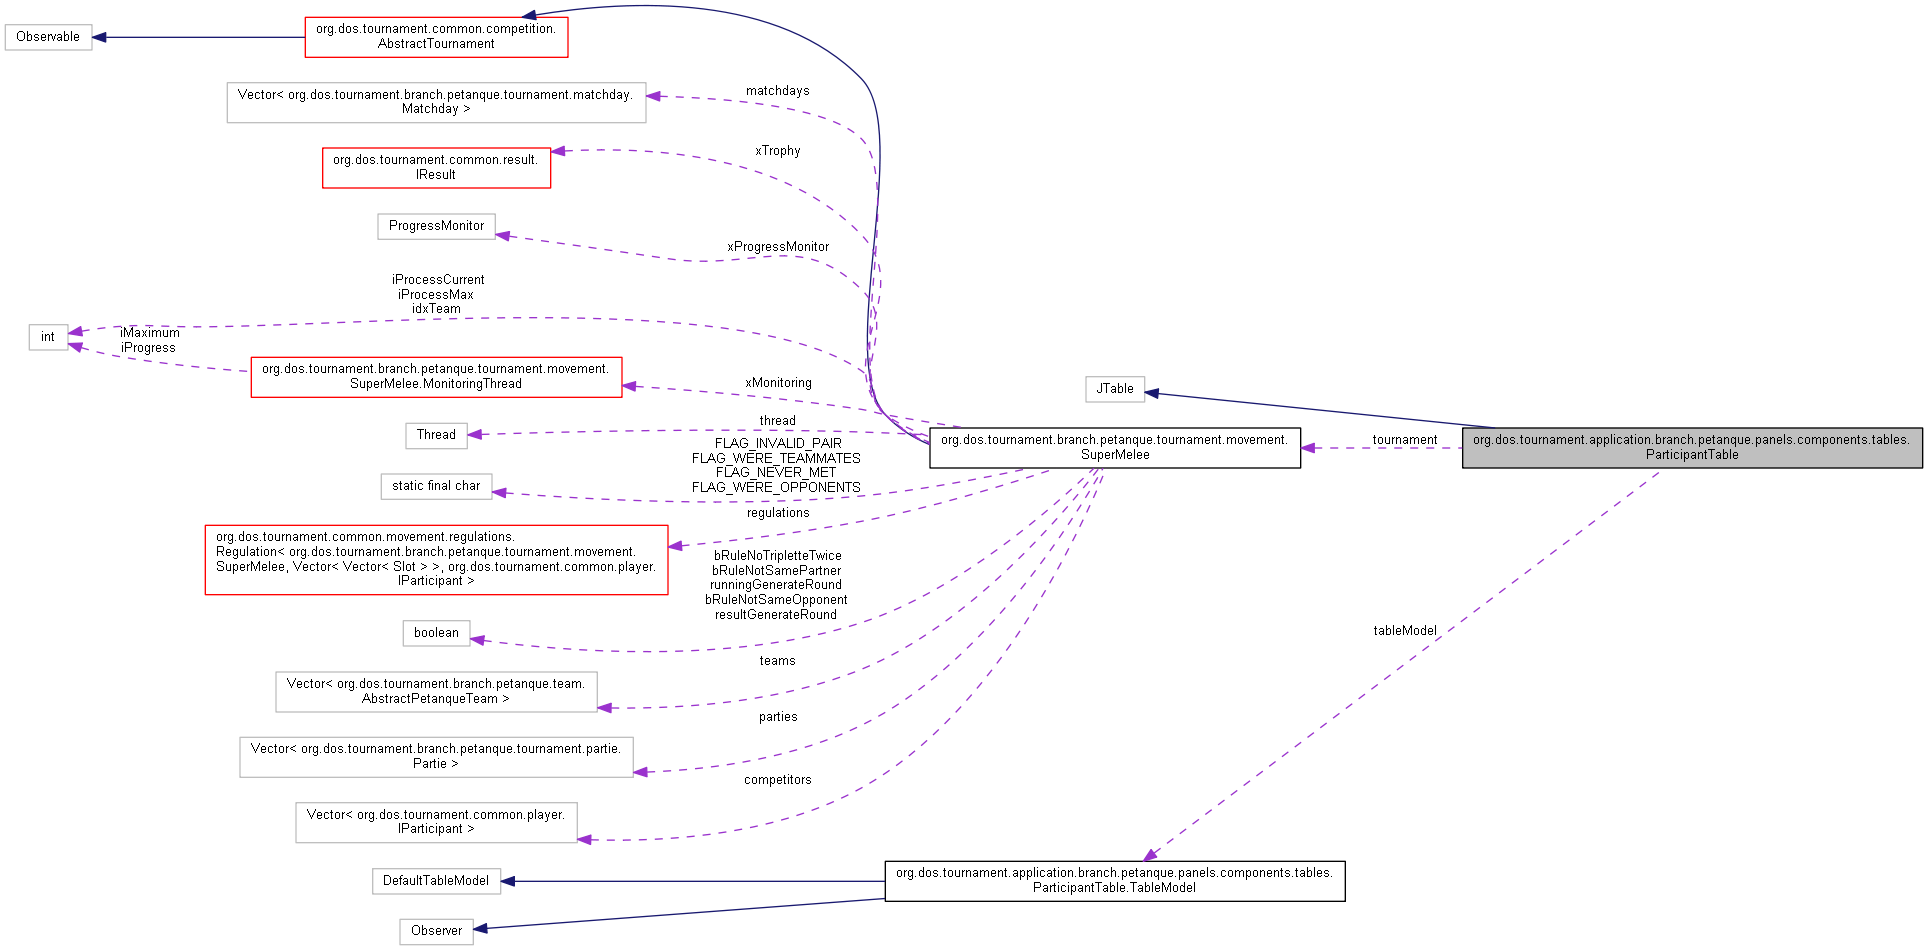 org.dos.tournament.common.competition.
AbstractTournament
Observable
matchdays
Vector< org.dos.tournament.branch.petanque.tournament.matchday.
Matchday >
xTrophy
org.dos.tournament.common.result.
IResult
ProgressMonitor
xProgressMonitor
iProcessCurrent
iProcessMax
idxTeam
int
iMaximum
iProgress
org.dos.tournament.branch.petanque.tournament.movement.
SuperMelee.MonitoringThread
xMonitoring
JTable
thread
Thread
org.dos.tournament.branch.petanque.tournament.movement.
SuperMelee
tournament
org.dos.tournament.application.branch.petanque.panels.components.tables.
ParticipantTable
FLAG_INVALID_PAIR
FLAG_WERE_TEAMMATES
FLAG_NEVER_MET
FLAG_WERE_OPPONENTS
static final char
regulations
org.dos.tournament.common.movement.regulations.
Regulation< org.dos.tournament.branch.petanque.tournament.movement.
SuperMelee, Vector< Vector< Slot > >, org.dos.tournament.common.player.
IParticipant >
bRuleNoTripletteTwice
bRuleNotSamePartner
runningGenerateRound
bRuleNotSameOpponent
resultGenerateRound
boolean
tableModel
teams
Vector< org.dos.tournament.branch.petanque.team.
AbstractPetanqueTeam >
parties
Vector< org.dos.tournament.branch.petanque.tournament.partie.
Partie >
competitors
Vector< org.dos.tournament.common.player.
IParticipant >
DefaultTableModel
org.dos.tournament.application.branch.petanque.panels.components.tables.
ParticipantTable.TableModel
Observer